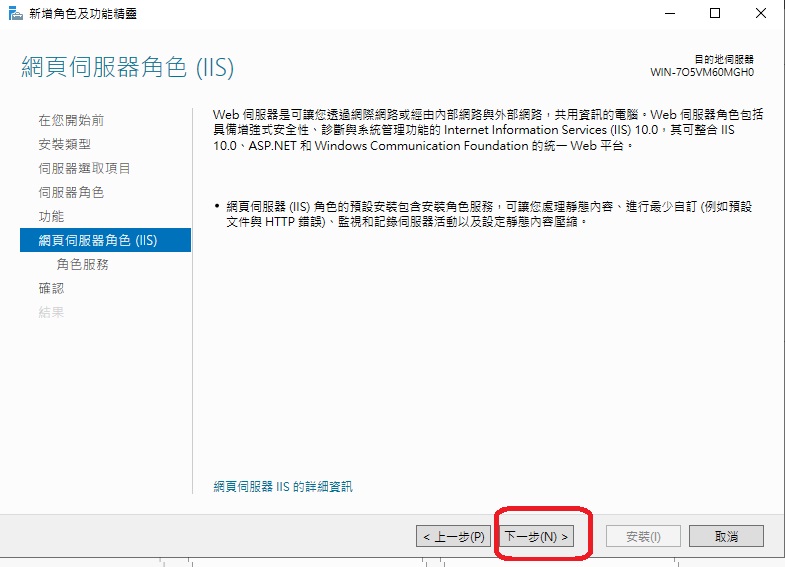 新增角色及功能精靈
網頁伺服器角色 (IIS)
目的地伺服器
WIN-7O5VM60MGH0
在您開始前
安裝類型
伺服器選取項目
伺服器角色
功能
網頁伺服器角色 (IIS)
角色服務
確認
結果
Web 伺服器是可讓您透過網際網路或經由內部網路與外部網路，共用資訊的電腦。Web 伺服器角色包括
具備增強式安全性、診斷與系統管理功能的 Internet Information Services (IIS) 10.0，其可整合 IIS
10.0、ASP.NET 和 Windows Communication Foundation 的統一 Web 平台。
• 網頁伺服器 (IIS) 角色的預設安裝包含安裝角色服務，可讓您處理靜態內容、進行最少自訂 (例如預設
文件與 HTTP 錯誤)、監視和記錄伺服器活動以及設定靜態內容壓縮。
網頁伺服器 IIS 的詳細資訊
< 上一步(P)
下一步(N) >
安裝(I)
取消